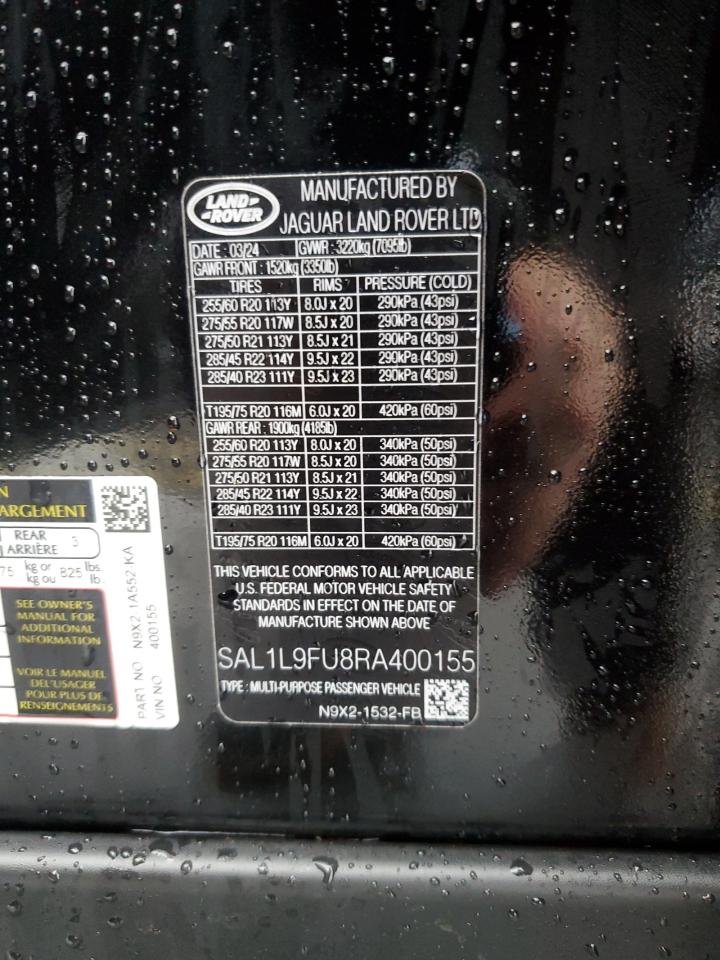 LAND-
-ROVER
MANUFACTURED BY
JAGUAR LAND ROVER LTD
DATE : 03/24 GVWR : 3220kg (7095lb)
GAWR FRONT : 1520kg (3350lb)
TIRES RIMS PRESSURE (COLD)
255/60 R20 113Y 8.0J x 20 290kPa (43psi)
275/55 R20 117W 8.5J x 20 290kPa (43psi)
275/50 R21 113Y 8.5J x 21 290kPa (43psi)
285/45 R22 114Y 9.5J x 22 290kPa (43psi)
285/40 R23 111Y 9.5J x 23 290kPa (43psi)
T195/75 R20 116M 6.0J x 20 420kPa (60psi)
GAWR REAR : 1900kg (4185lb)
255/60 R20 113Y 8.0J x 20 340kPa (50psi)
275/55 R20 117W 8.5J x 20 340kPa (50psi)
275/50 R21 113Y 8.5J x 21 340kPa (50psi)
285/45 R22 114Y 9.5J x 22 340kPa (50psi)
285/40 R23 111Y 9.5J x 23 340kPa (50psi)
T195/75 R20 116M 6.0J x 20 420kPa (60psi)
THIS VEHICLE CONFORMS TO ALL APPLICABLE
U.S. FEDERAL MOTOR VEHICLE SAFETY
STANDARDS IN EFFECT ON THE DATE OF
MANUFACTURE SHOWN ABOVE
SAL1L9FU8RA400155
TYPE : MULTI-PURPOSE PASSENGER VEHICLE
N9X2-1532-FB
N
ARGEMENT
REAR
ARRIÈRE 3
75 kg or 825 lbs.
kg ou lb.
SEE OWNER'S
MANUAL FOR
ADDITIONAL
INFORMATION
VOIR LE MANUEL
DE L'USAGER
POUR PLUS DE
RENSEIGNEMENTS
PART NO N9X2-1A552-KA
VIN NO 400155